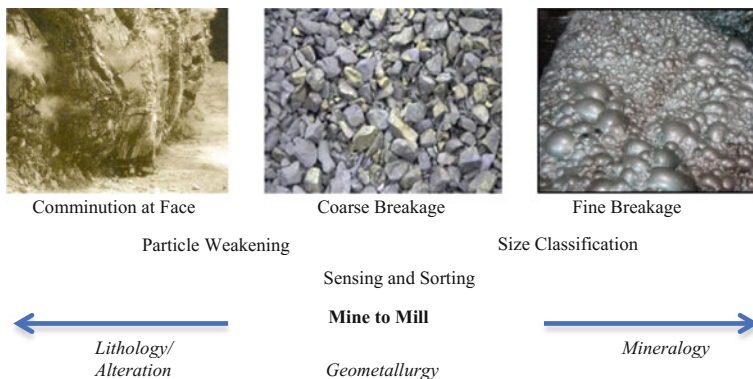 Comminution at Face
Coarse Breakage
Fine Breakage
Particle Weakening
Size Classification
Sensing and Sorting
Mine to Mill
Lithology/
Alteration
Geometallurgy
Mineralogy